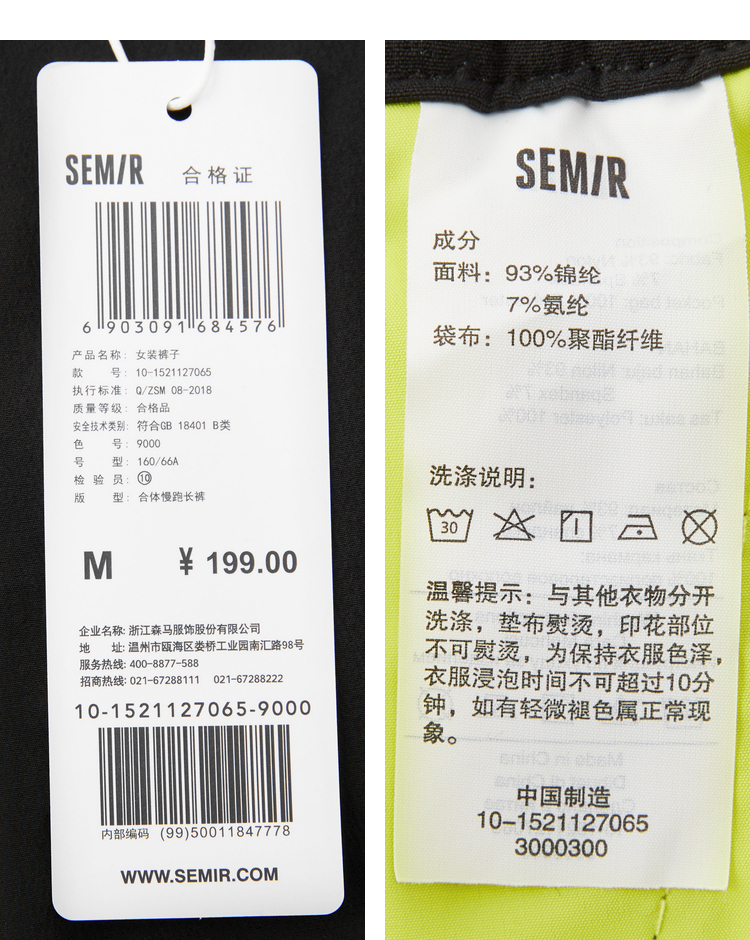 SEMIR 合格证
6 903091 684576
产品名称: 女装裤子
款 号: 10-1521127065
执行标准: Q/ZSM 08-2018
质量等级: 合格品
安全技术类别: 符合GB 18401 B类
色 号: 9000
号 型: 160/66A
检 验 员: ⑩
版 型: 合体慢跑长裤
M ¥ 199.00
企业名称: 浙江森马服饰股份有限公司
地 址: 温州市瓯海区娄桥工业园南汇路98号
服务热线: 400-8877-588
招商热线: 021-67288111 021-67288222
10-1521127065-9000
内部编码 (99)50011847778
WWW.SEMIR.COM
SEMIR
成分
面料: 93%锦纶
7%氨纶
袋布: 100%聚酯纤维
洗涤说明:
30
温馨提示: 与其他衣物分开
洗涤，垫布熨烫，印花部位
不可熨烫，为保持衣服色泽，
衣服浸泡时间不可超过10分
钟，如有轻微褪色属正常现
象。
中国制造
10-1521127065
3000300